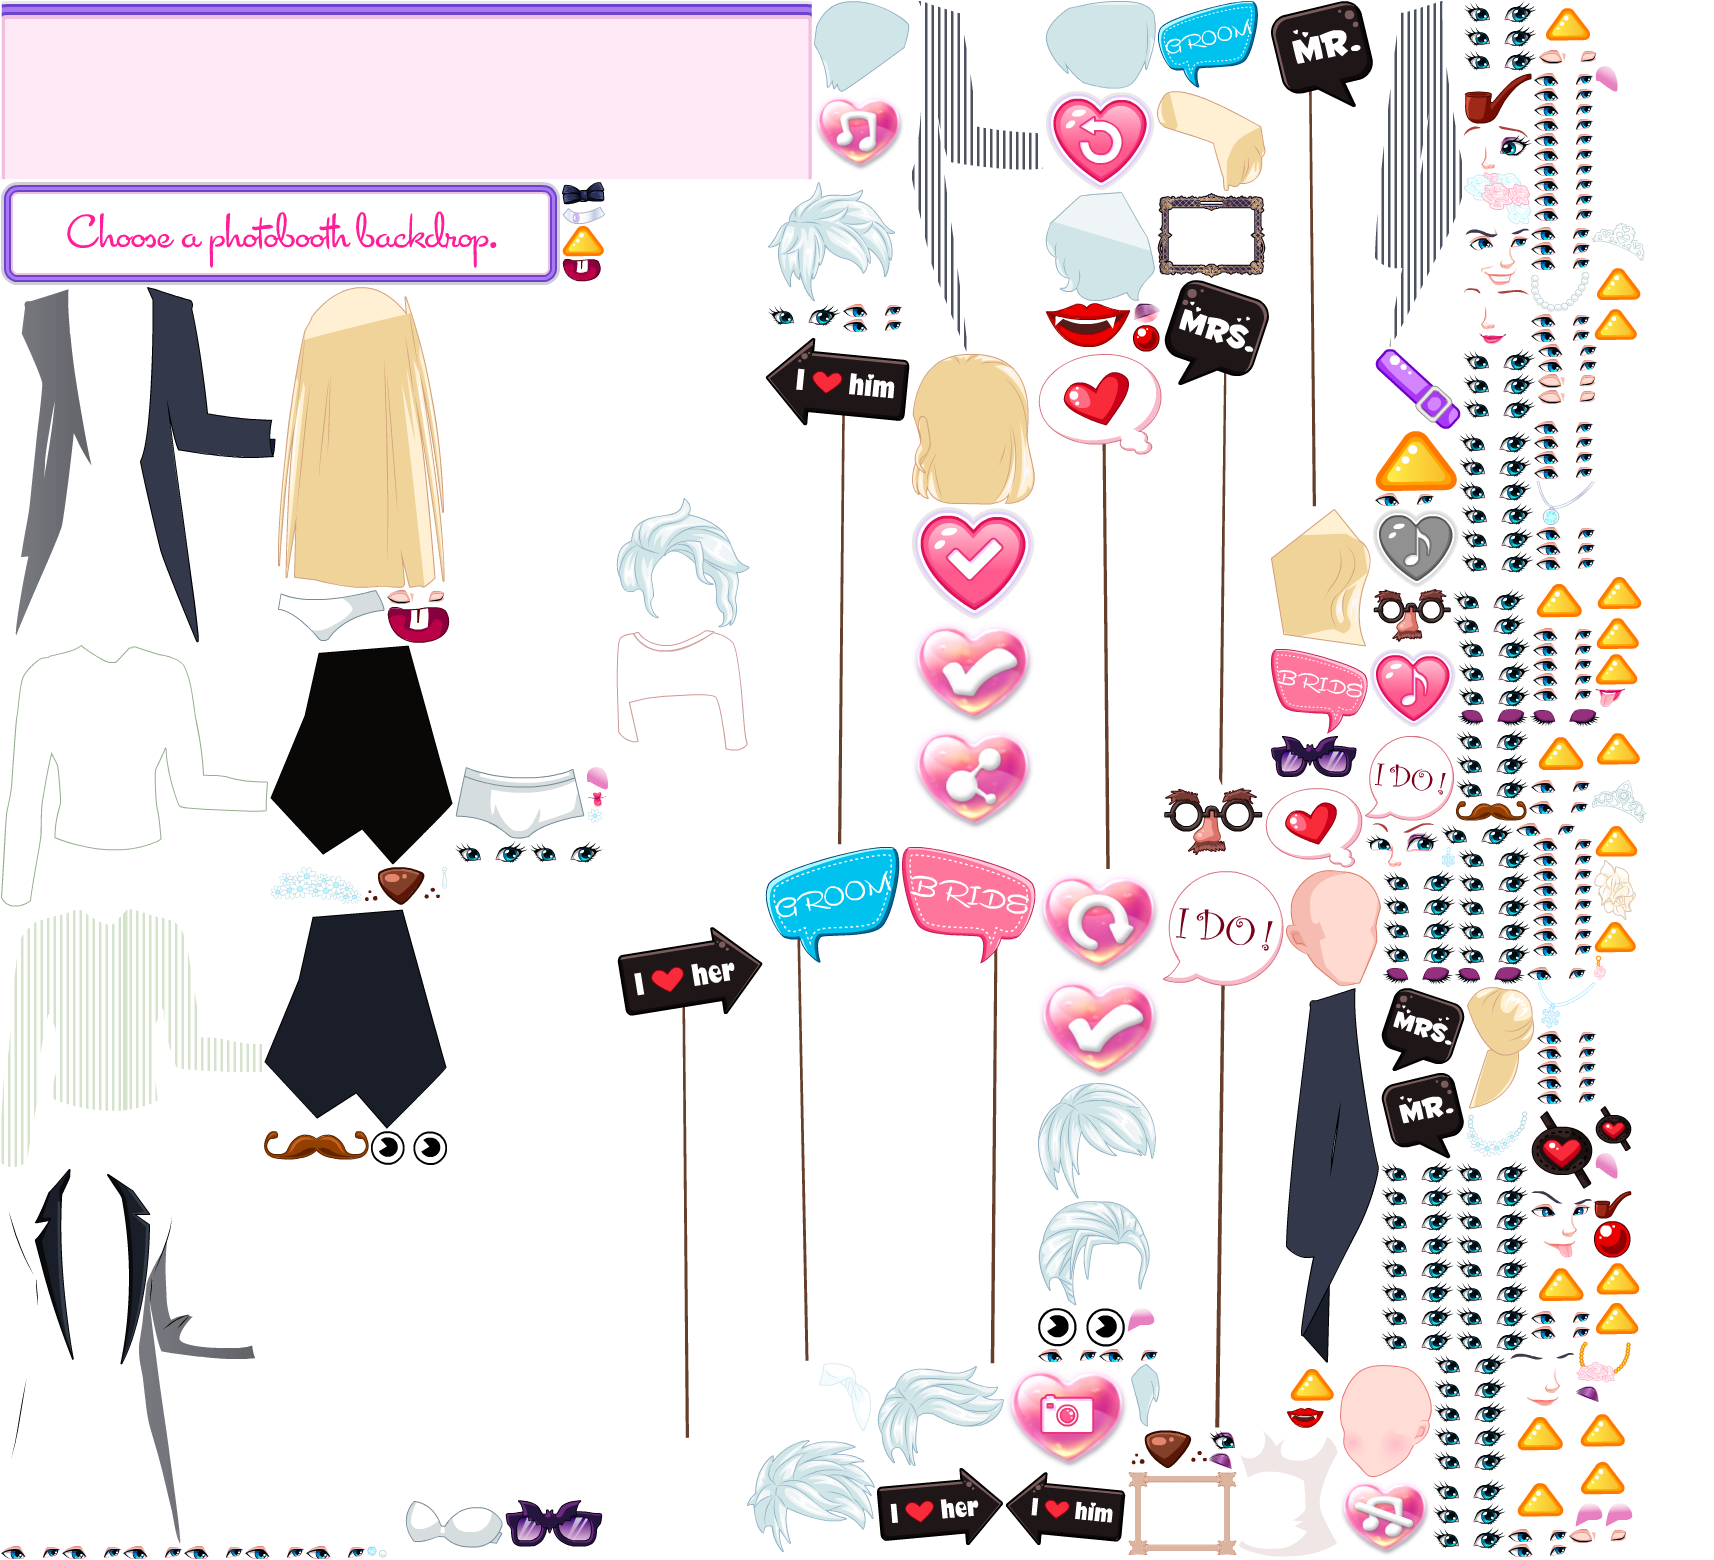 GROOM
MR.
Choose a photobooth backdrop.
MRS.
I him
BRIDE
I DO!
GROOM
BRIDE
I DO!
I her
MRS.
MR.
I her
I him